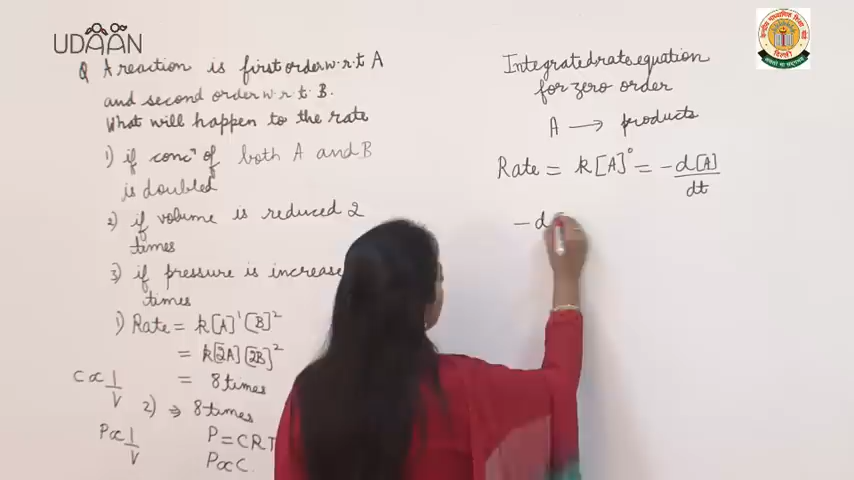 UDAAN
Q A reaction is first order w.r.t A
and second order w.r.t. B.
What will happen to the rate
1) if concⁿ of both A and B
is doubled
2) if volume is reduced 2
times
3) if pressure is increase
times
1) Rate = k[A]¹[B]²
= k[2A][2B]²
= 8 times
C∝1/V
2) ⇒ 8 times
P∝1/V
P = CRT
P∝C.
Integrated rate equation
for zero order
A → products
Rate = k[A]⁰ = -d[A]/dt
-d